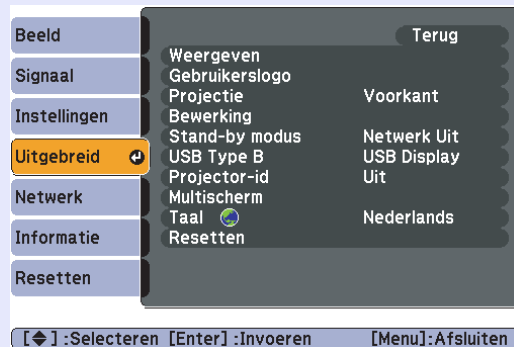 Beeld
Signaal
Instellingen
Uitgebreid
Netwerk
Informatie
Resetten
Terug
Weergeven
Gebruikerslogo
Projectie Voorkant
Bewerking
Stand-by modus Netwerk Uit
USB Type B USB Display
Projector-id Uit
Multischerm
Taal Nederlands
Resetten
[◆] :Selecteren [Enter] :Invoeren [Menu]:Afsluiten